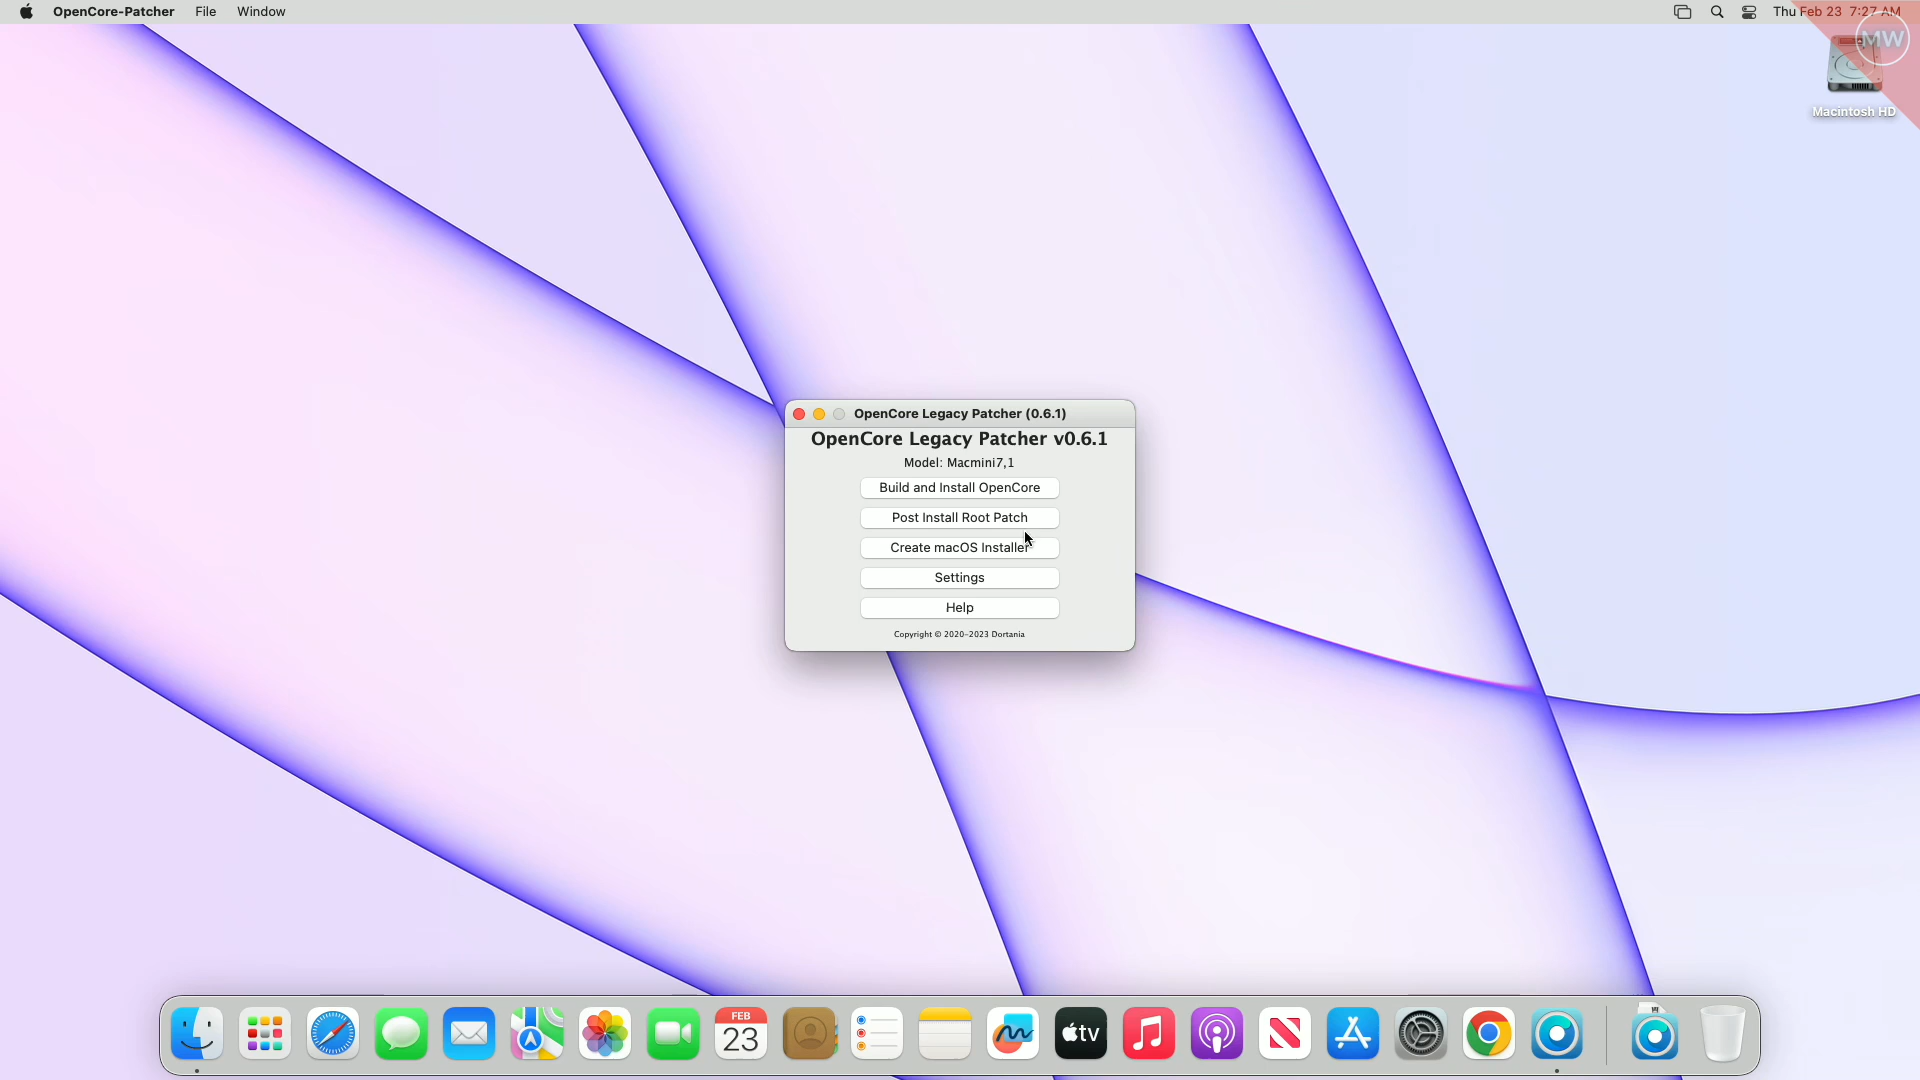 OpenCore-Patcher File Window
Thu Feb 23 7:27 AM
MW
Macintosh HD
OpenCore Legacy Patcher (0.6.1)
OpenCore Legacy Patcher v0.6.1
Model: Macmini7,1
Build and Install OpenCore
Post Install Root Patch
Create macOS Installer
Settings
Help
Copyright © 2020-2023 Dortania
FEB
23
tv